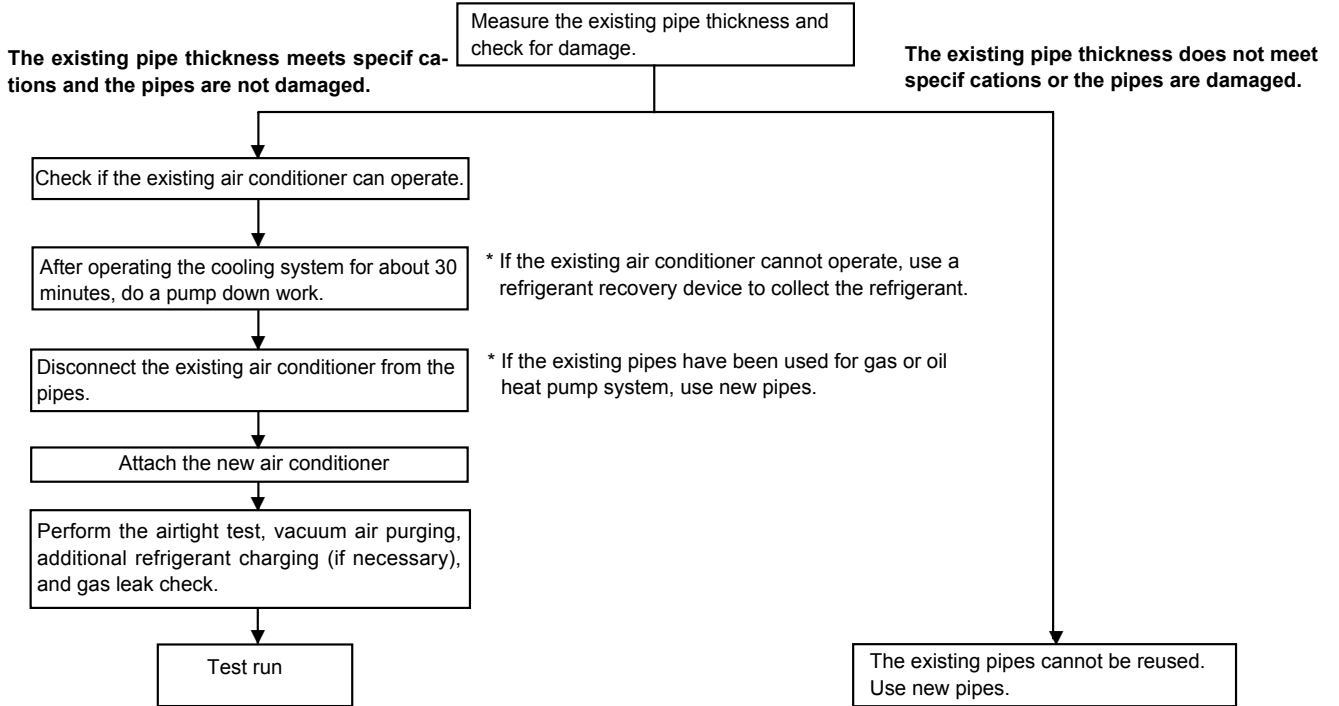 Measure the existing pipe thickness and
check for damage.
The existing pipe thickness meets specif ca-
tions and the pipes are not damaged.
The existing pipe thickness does not meet
specif cations or the pipes are damaged.
Check if the existing air conditioner can operate.
After operating the cooling system for about 30
minutes, do a pump down work.
* If the existing air conditioner cannot operate, use a
refrigerant recovery device to collect the refrigerant.
Disconnect the existing air conditioner from the
pipes.
* If the existing pipes have been used for gas or oil
heat pump system, use new pipes.
Attach the new air conditioner
Perform the airtight test, vacuum air purging,
additional refrigerant charging (if necessary),
and gas leak check.
Test run
The existing pipes cannot be reused.
Use new pipes.